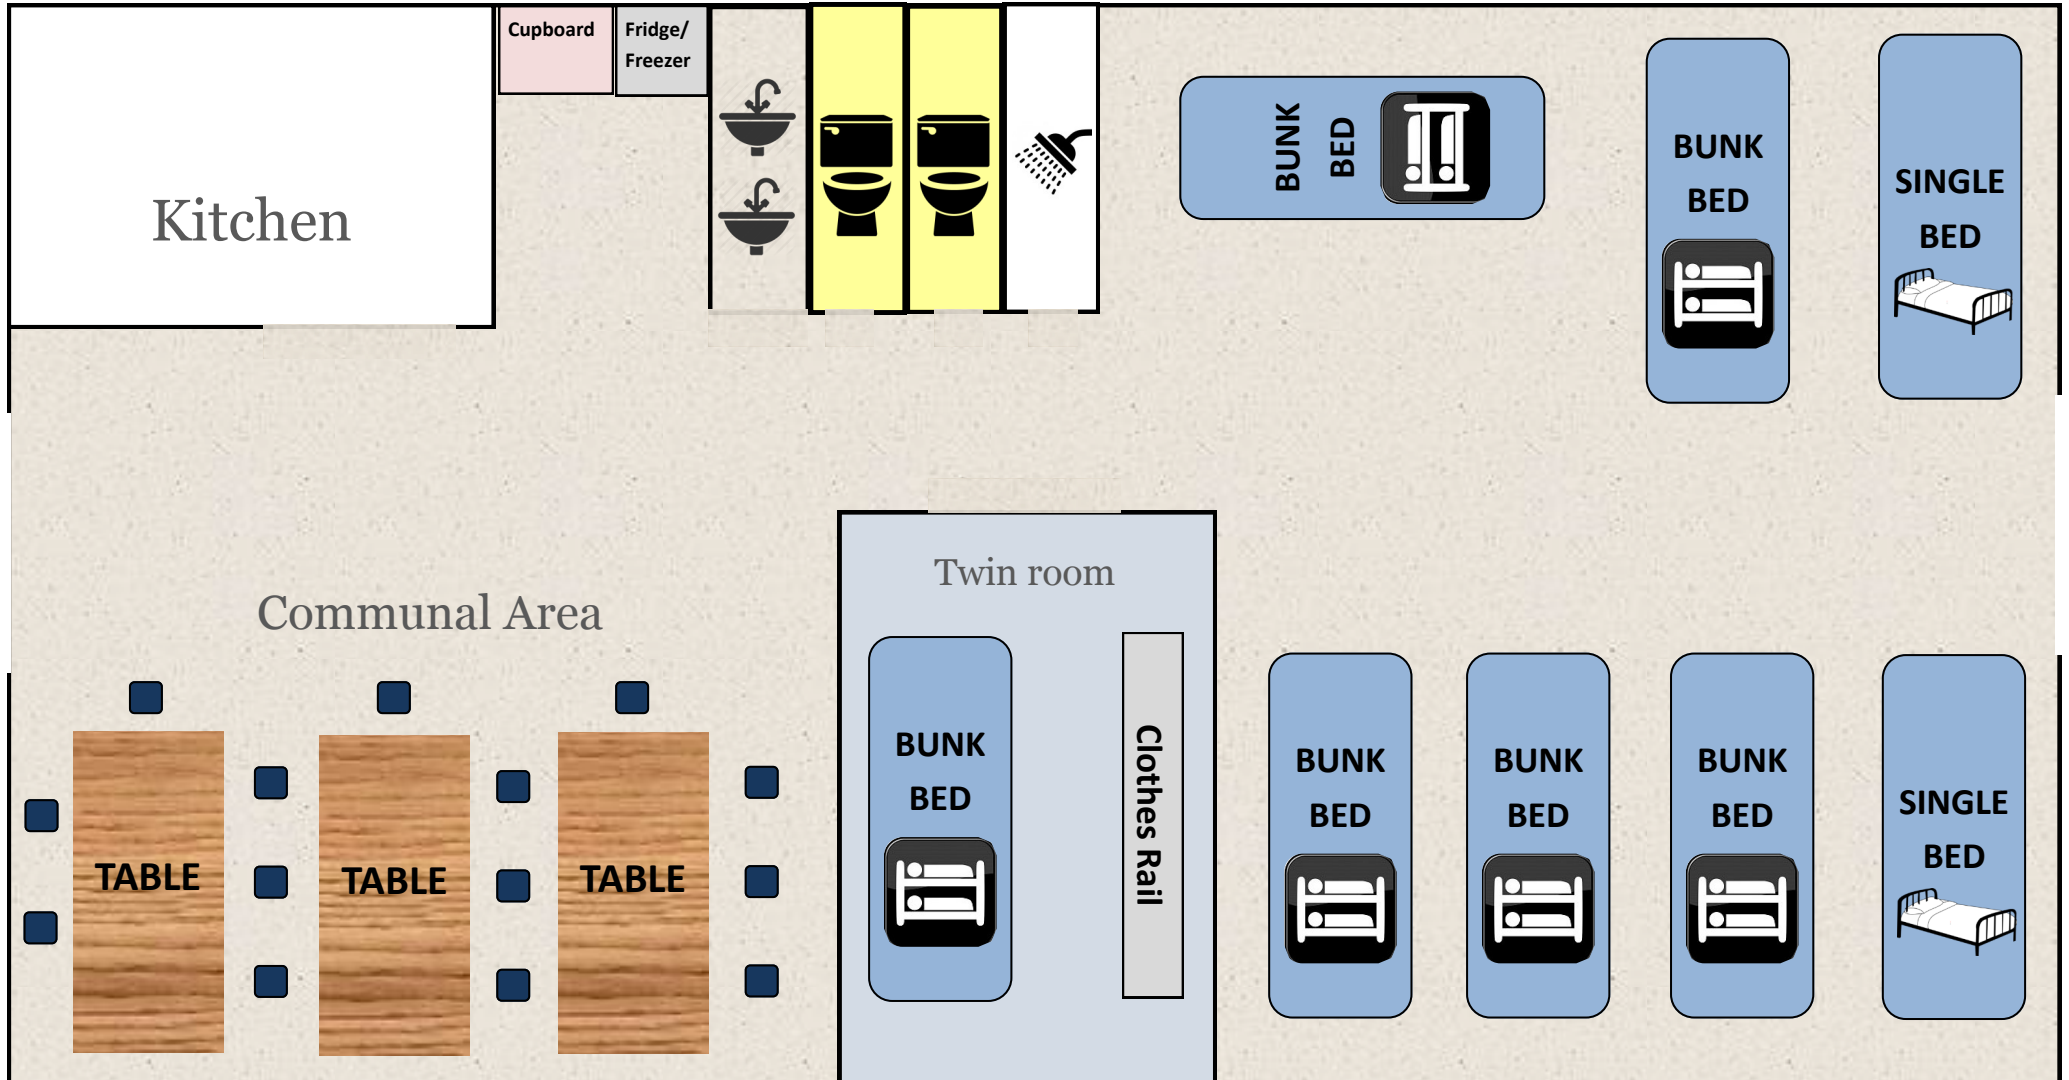 Cupboard
Fridge/
Freezer
Kitchen
BUNK
BED
BUNK
BED
SINGLE
BED
Communal Area
Twin room
TABLE
TABLE
TABLE
BUNK
BED
Clothes Rail
BUNK
BED
BUNK
BED
BUNK
BED
SINGLE
BED